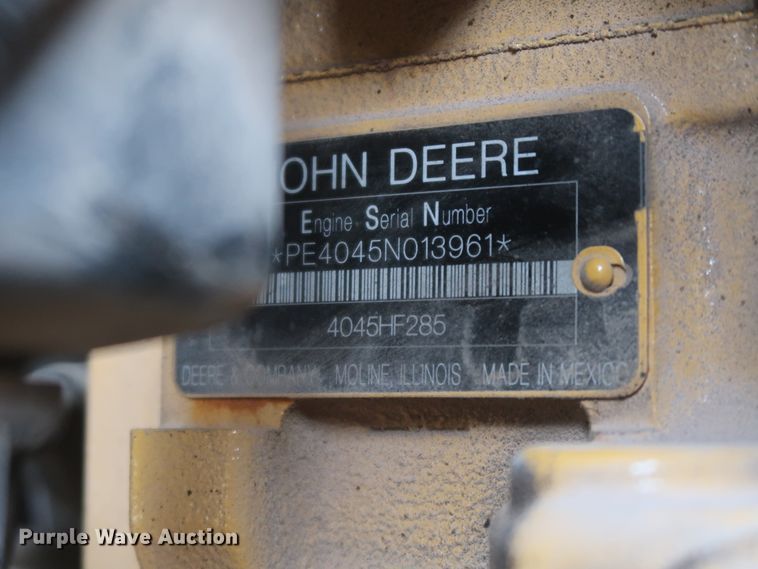 OHN DEERE
Engine Serial Number
*PE4045N013961*
4045HF285
DEERE & COMPANY MOLINE, ILLINOIS MADE IN MEXICO
Purple Wave Auction